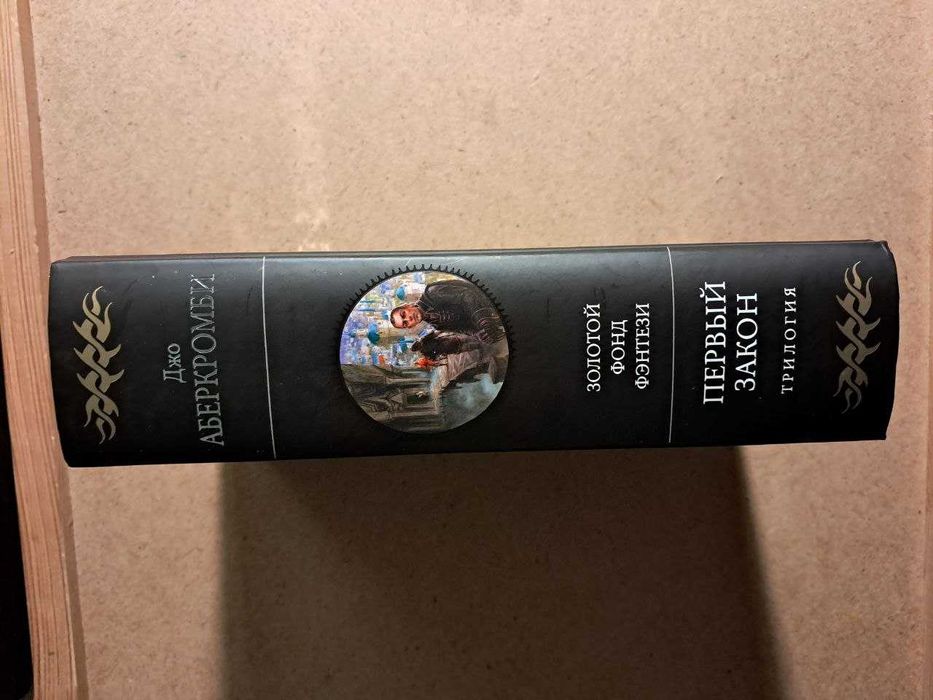 Джо
АБЕРКРОМБИ
ЗОЛОТОЙ
ФОНД
ФЭНТЕЗИ
ПЕРВЫЙ
ЗАКОН
ТРИЛОГИЯ